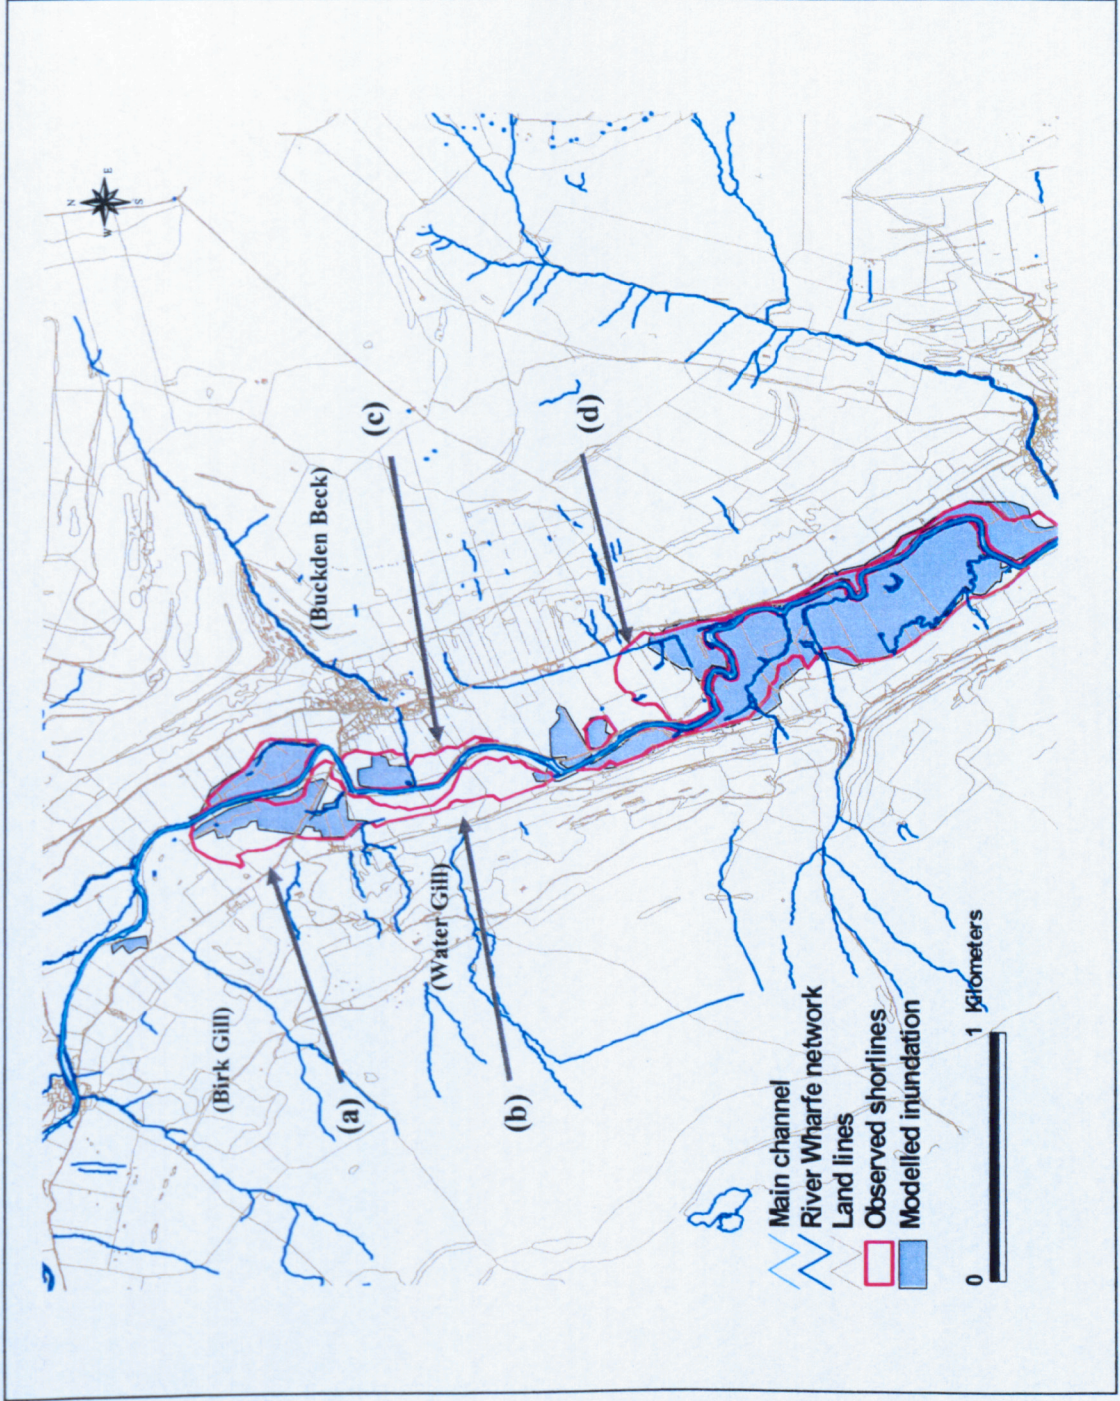 N
E
W
S
(c)
(d)
(Buckden Beck)
(Water Gill)
(Birk Gill)
(a)
(b)
Main channel
River Wharfe network
Land lines
Observed shorlines
Modelled inundation
0
1 Kilometers